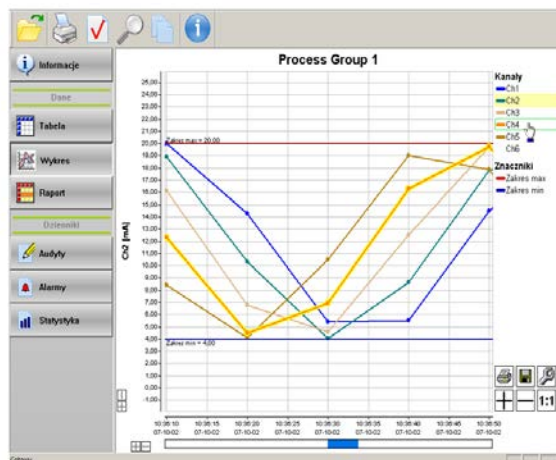 Process Group 1
Informacje
Dane
Tabela
Wykres
Raport
Dzienniki
Audyty
Alarmy
Statystyka
Ch2 [mA]
25,00
24,00
23,00
22,00
21,00
20,00
19,00
18,00
17,00
16,00
15,00
14,00
13,00
12,00
11,00
10,00
9,00
8,00
7,00
6,00
5,00
4,00
3,00
2,00
1,00
0,00
-1,00
Zakres max = 20,00
Zakres min = 4,00
10:36:10 10:36:15 10:36:20 10:36:25 10:36:30 10:36:35 10:36:40 10:36:45 10:36:50
07-10-02 07-10-02 07-10-02 07-10-02 07-10-02 07-10-02 07-10-02 07-10-02 07-10-02
Kanały
Ch1
Ch2
Ch3
Ch4
Ch5
Ch6
Znaczniki
Zakres max
Zakres min
1:1